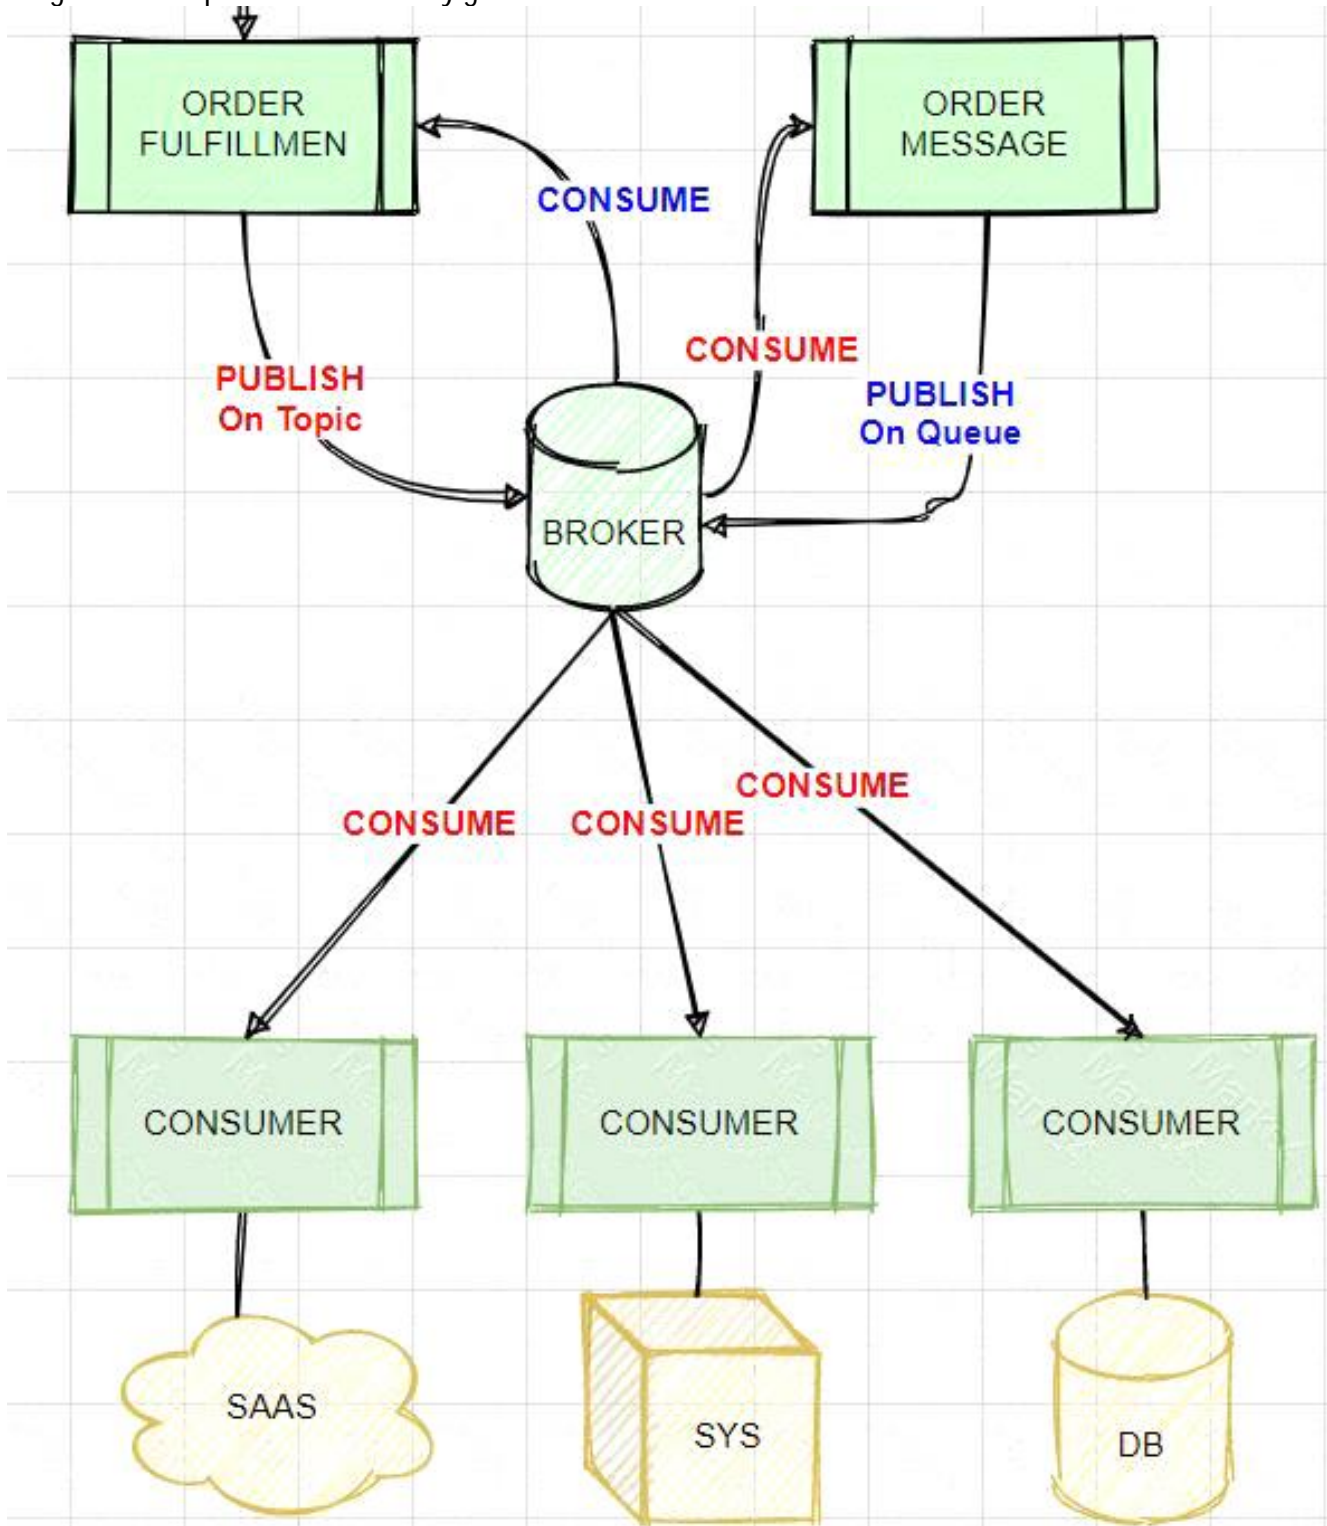 ORDER
FULFILLMEN
ORDER
MESSAGE
CONSUME
CONSUME
PUBLISH
On Topic
PUBLISH
On Queue
BROKER
CONSUME
CONSUME
CONSUME
CONSUMER
CONSUMER
CONSUMER
SAAS
SYS
DB